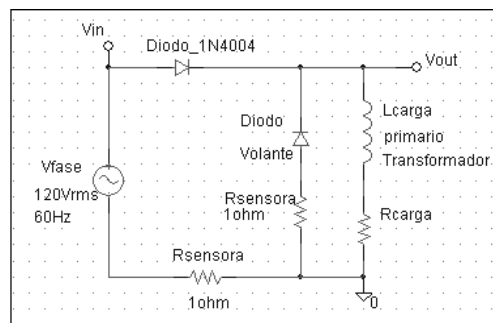 Vin
Diodo_1N4004
Vout
Lcarga
primario
Transformador
Diodo
Volante
Vfase
120Vrms
60Hz
Rsensora
1ohm
Rcarga
Rsensora
1ohm
0